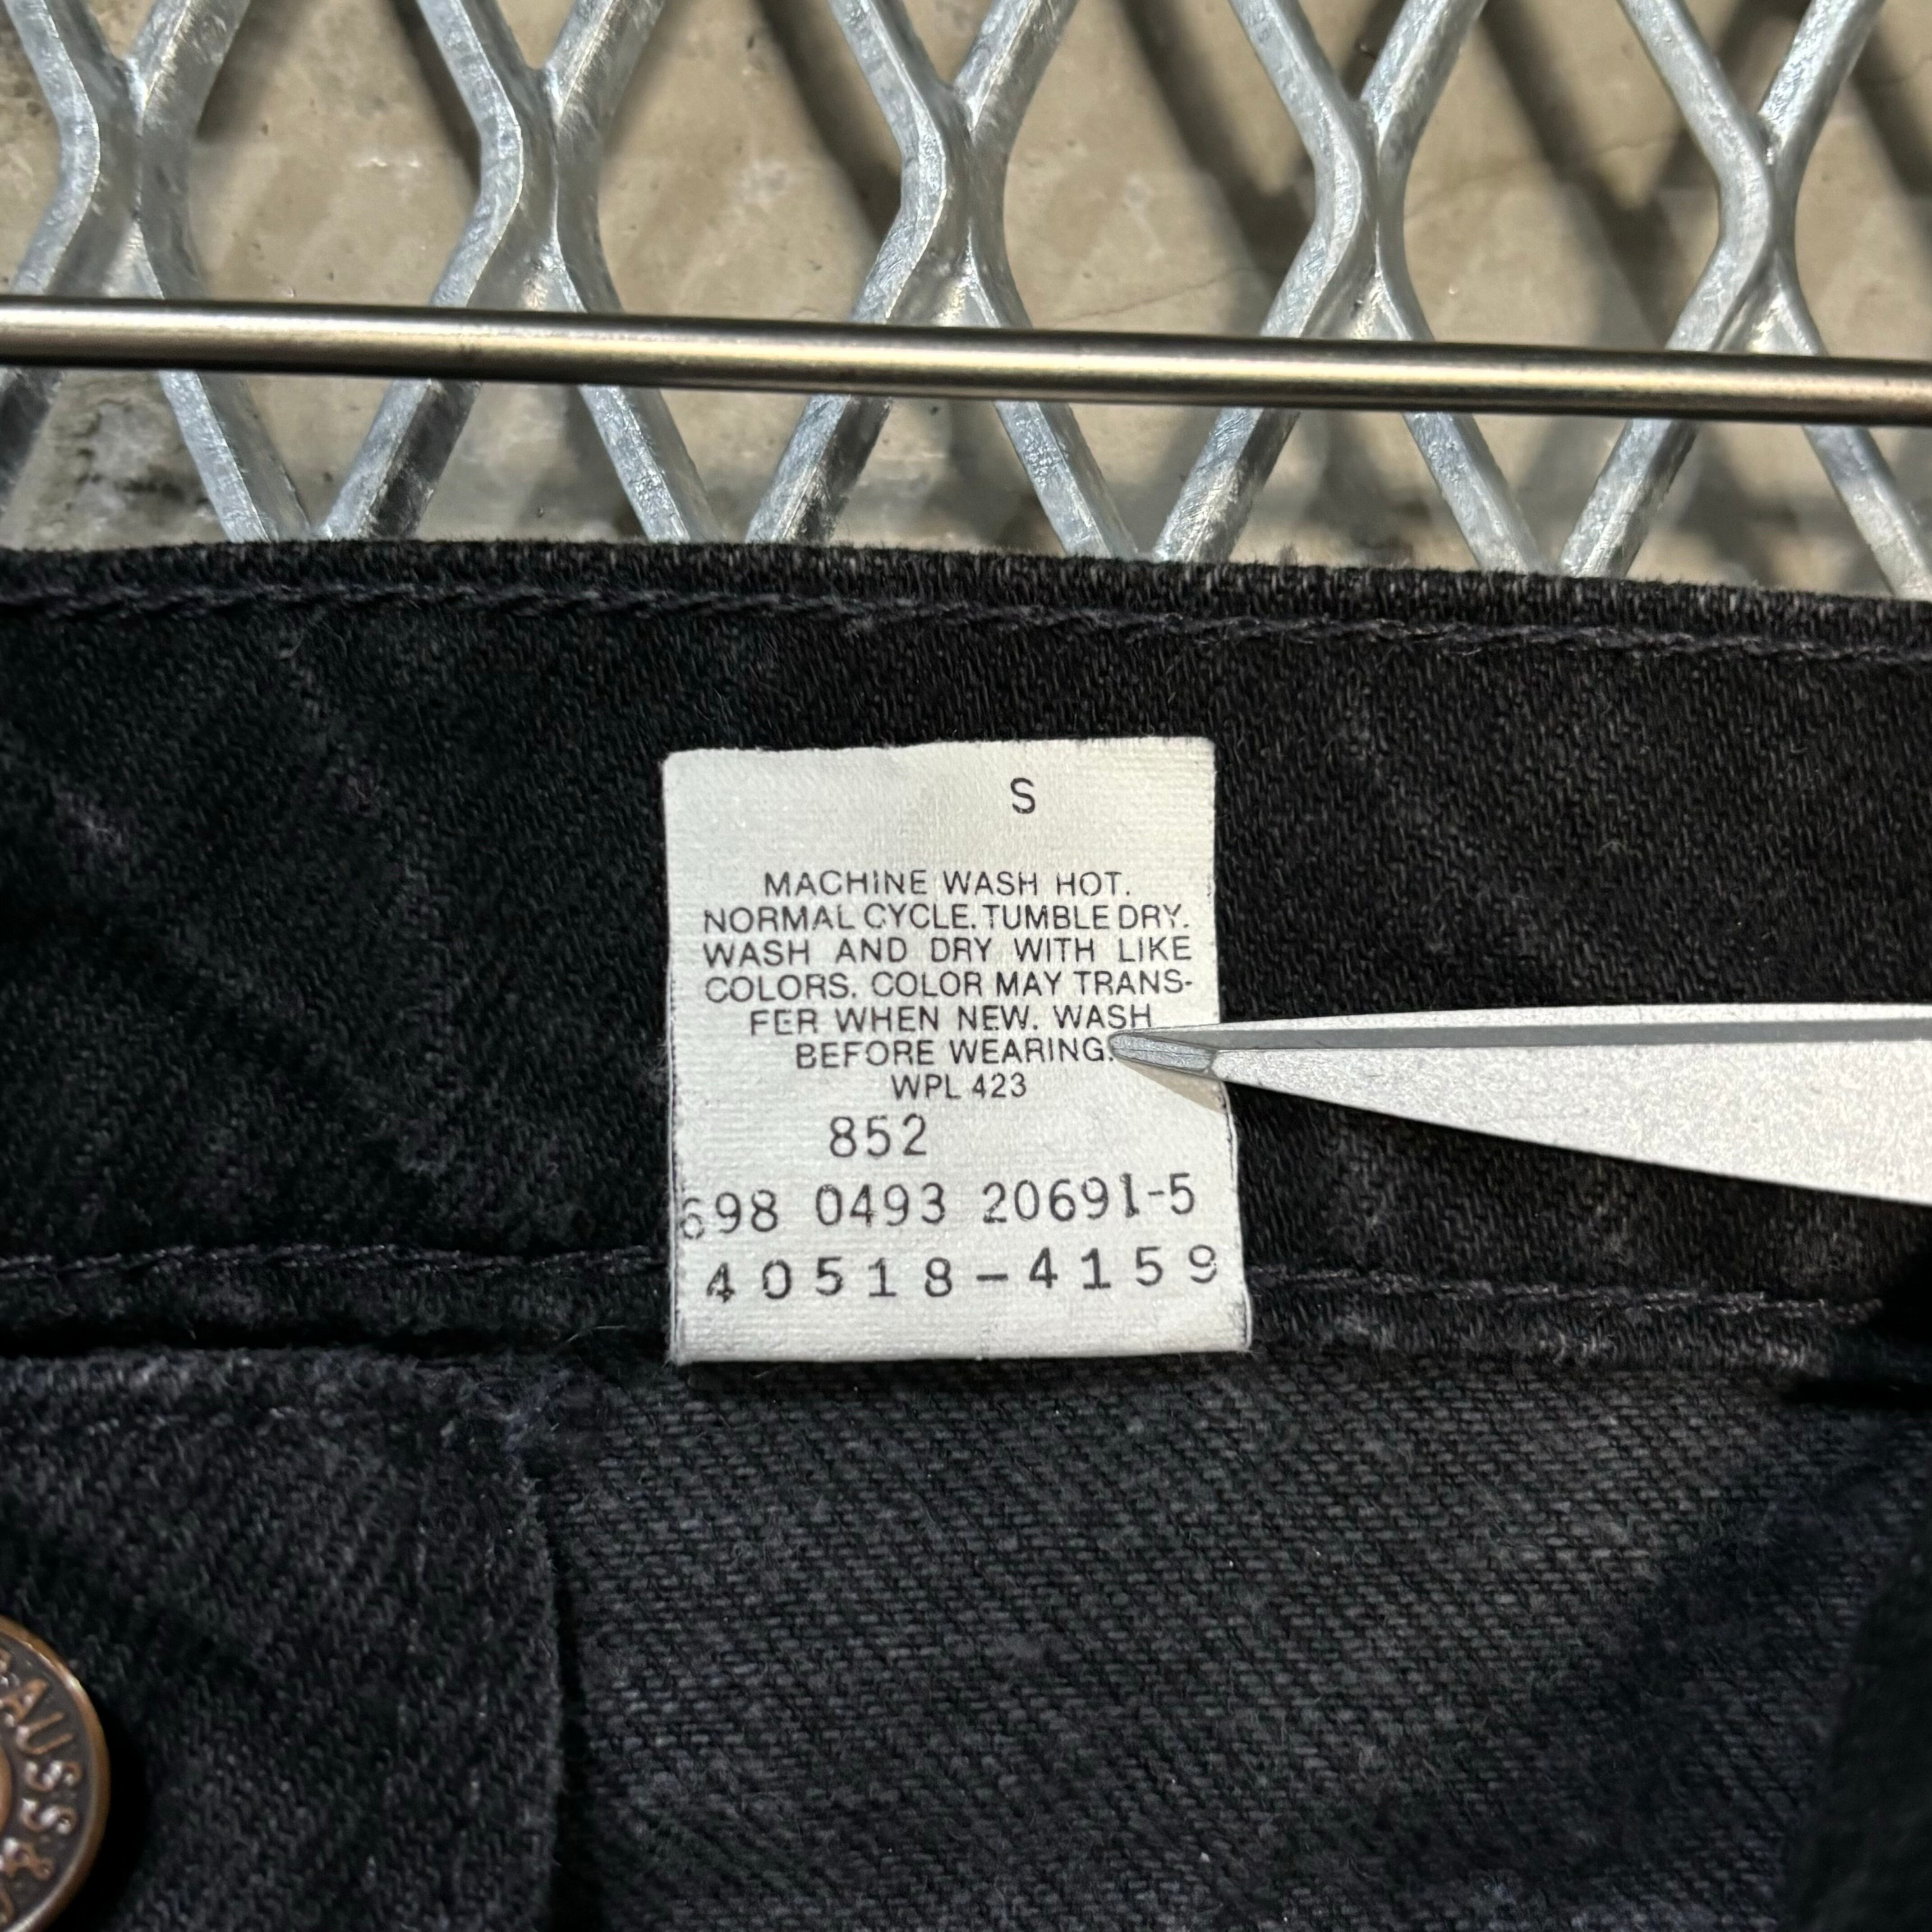 S
MACHINE WASH HOT.
NORMAL CYCLE. TUMBLE DRY.
WASH AND DRY WITH LIKE
COLORS. COLOR MAY TRANS-
FER WHEN NEW. WASH
BEFORE WEARING.
WPL 423
852
698 0493 20691-5
40518-4159